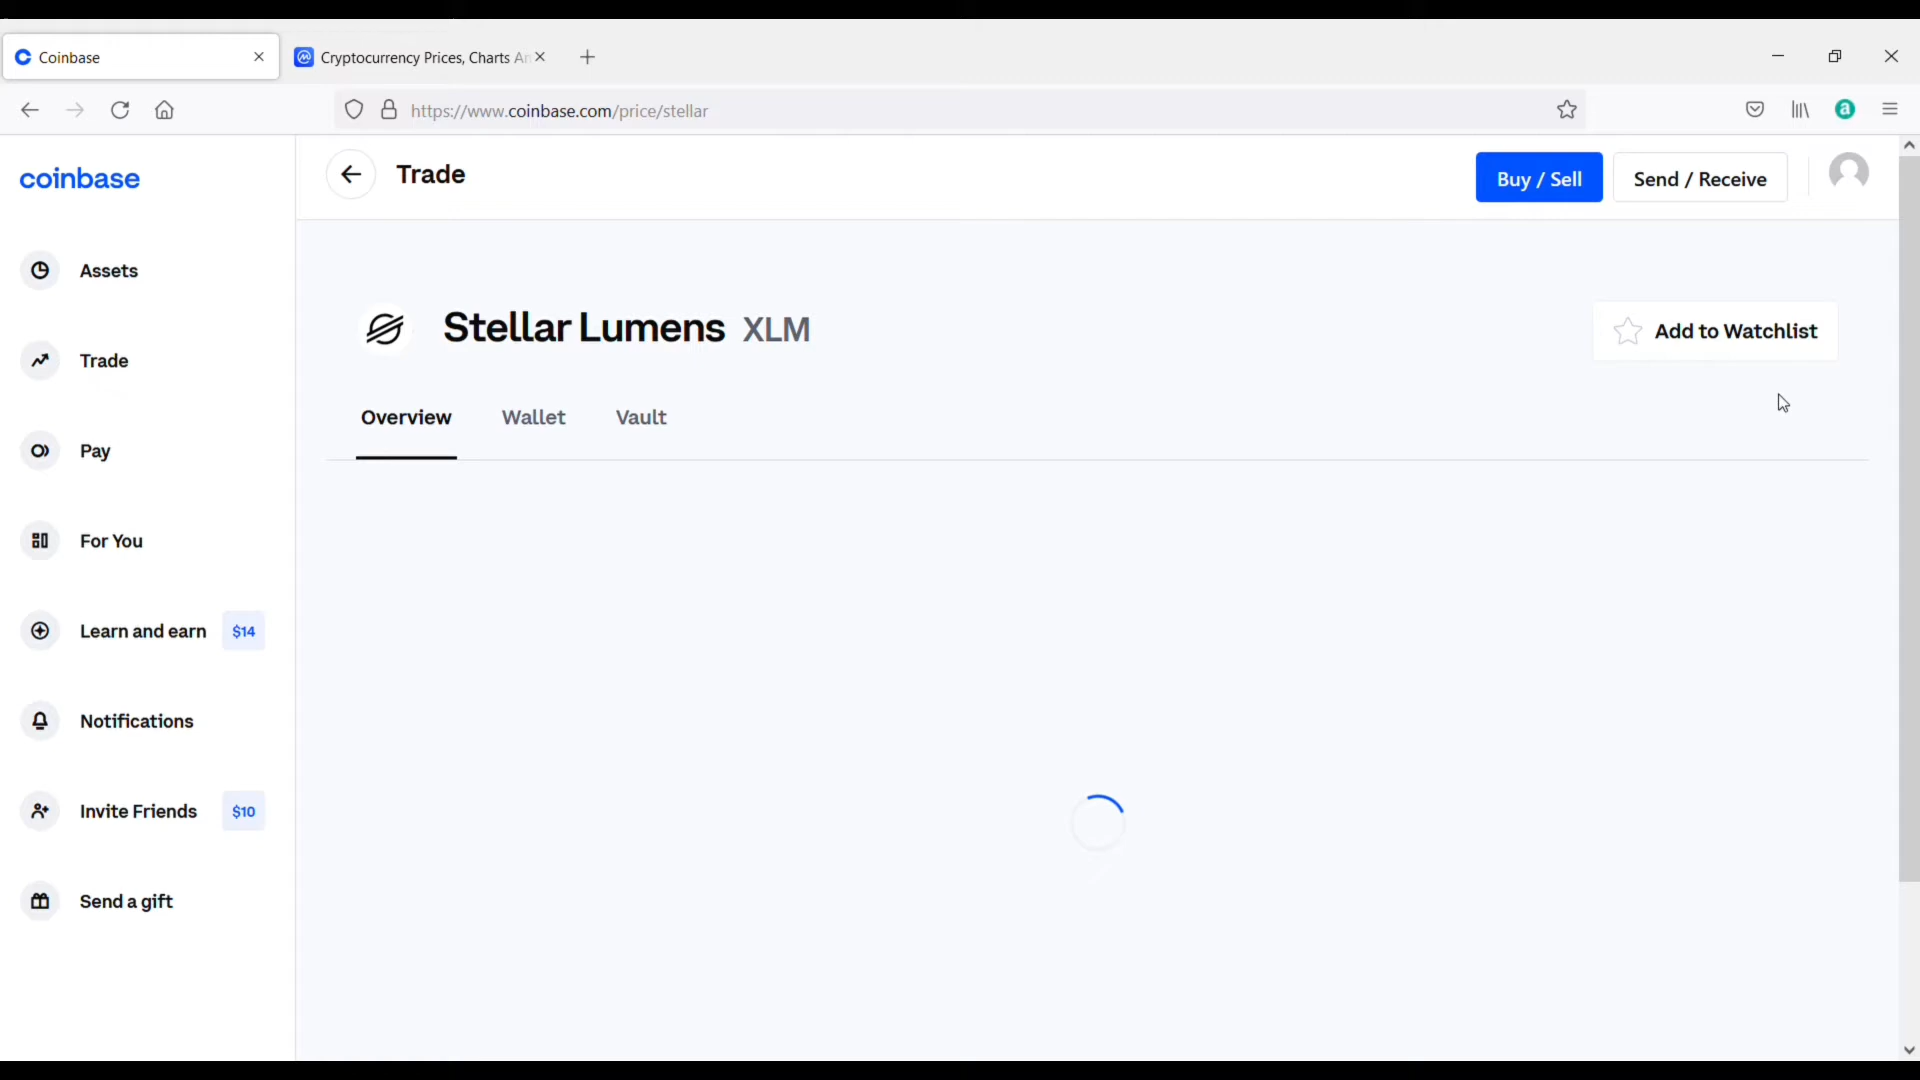 Coinbase
Cryptocurrency Prices, Charts An
https://www.coinbase.com/price/stellar
coinbase
Trade
Buy / Sell
Send / Receive
Assets
Trade
Pay
For You
Learn and earn $14
Notifications
Invite Friends $10
Send a gift
Stellar Lumens XLM
Add to Watchlist
Overview Wallet Vault